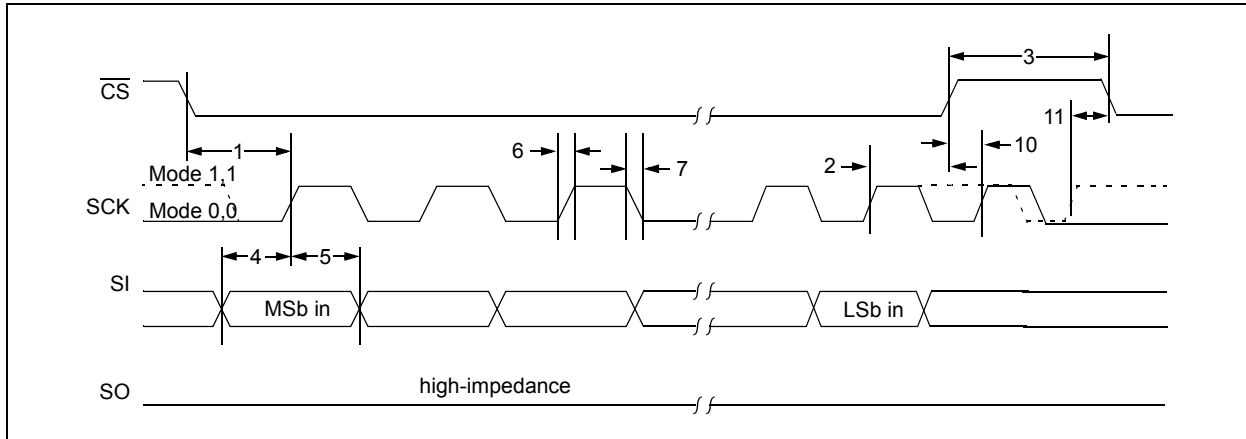 3
CS
11
1
6
7
2
10
Mode 1,1
SCK
Mode 0,0
4
5
SI
MSb in
LSb in
SO
high-impedance